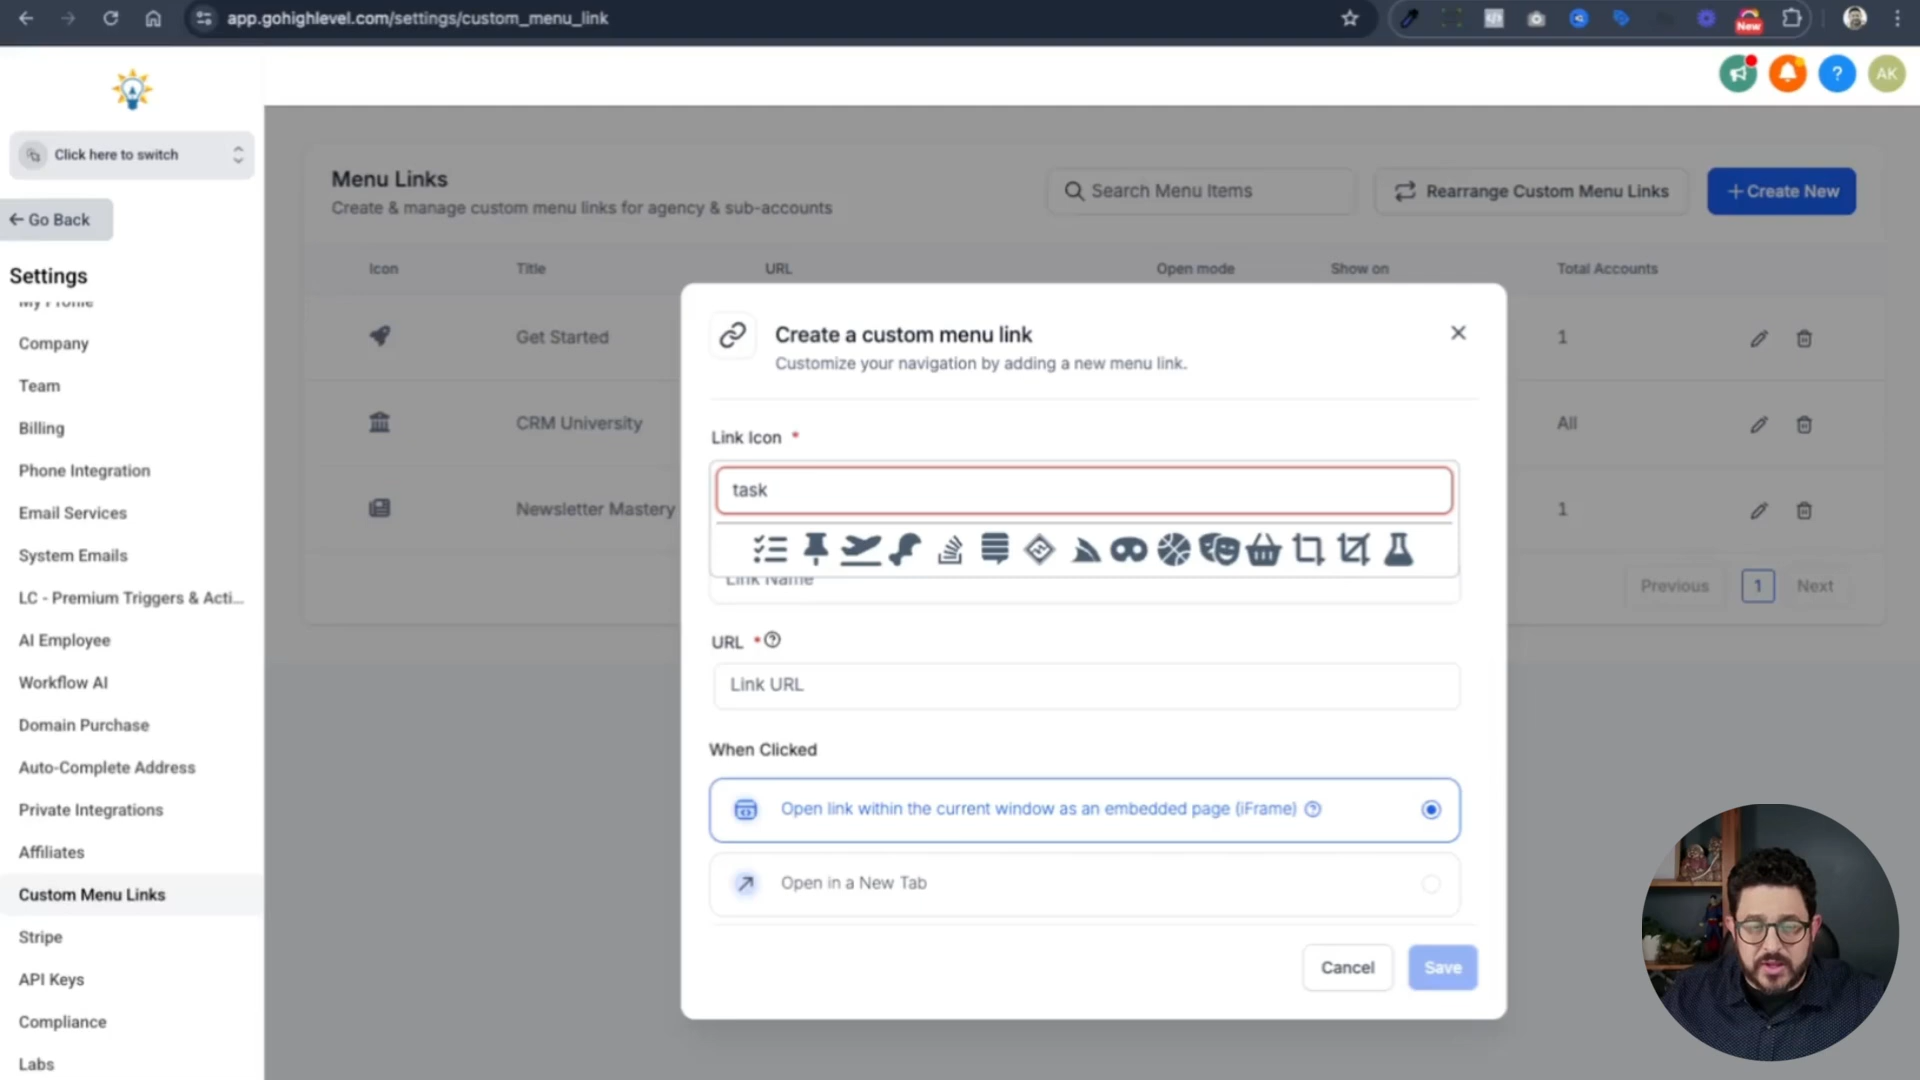 app.gohighlevel.com/settings/custom_menu_link
New
AK
Click here to switch
Go Back
Settings
My Profile
Company
Team
Billing
Phone Integration
Email Services
System Emails
LC - Premium Triggers & Acti...
AI Employee
Workflow AI
Domain Purchase
Auto-Complete Address
Private Integrations
Affiliates
Custom Menu Links
Stripe
API Keys
Compliance
Labs
Menu Links
Create & manage custom menu links for agency & sub-accounts
Search Menu Items
Rearrange Custom Menu Links
+ Create New
Icon Title URL Open mode Show on Total Accounts
Get Started 1
CRM University All
Newsletter Mastery 1
Previous 1 Next
Create a custom menu link
Customize your navigation by adding a new menu link.
Link Icon *
task
Link Name
URL *
Link URL
When Clicked
Open link within the current window as an embedded page (iFrame)
Open in a New Tab
Cancel Save